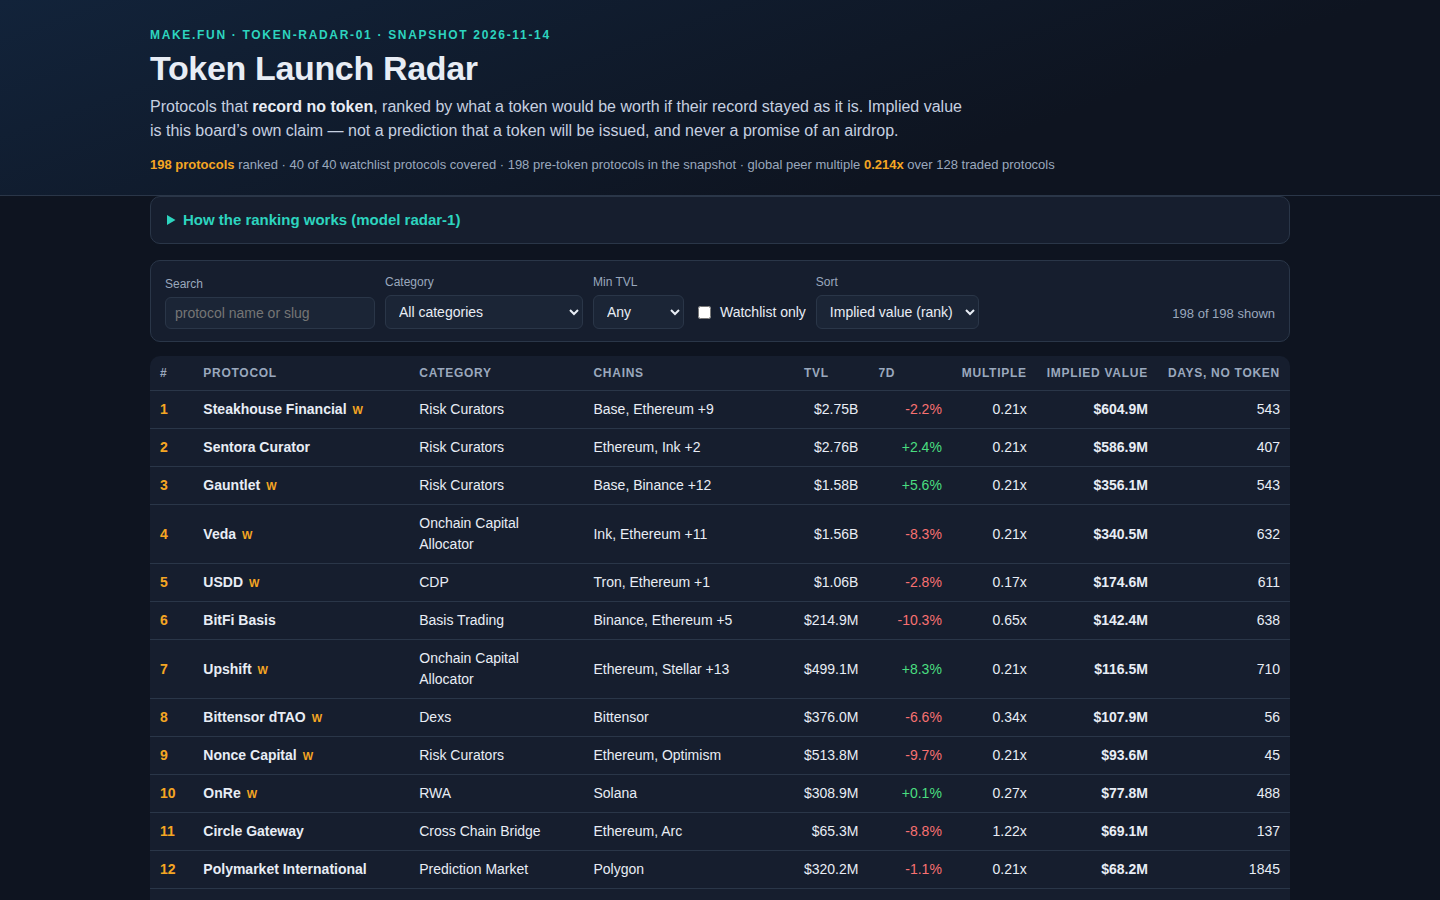 MAKE.FUN · TOKEN-RADAR-01 · SNAPSHOT 2026-11-14
Token Launch Radar
Protocols that record no token, ranked by what a token would be worth if their record stayed as it is. Implied value
is this board’s own claim — not a prediction that a token will be issued, and never a promise of an airdrop.
198 protocols ranked · 40 of 40 watchlist protocols covered · 198 pre-token protocols in the snapshot · global peer multiple 0.214x over 128 traded protocols
How the ranking works (model radar-1)
Search Category Min TVL Sort
protocol name or slug All categories Any Watchlist only Implied value (rank) 198 of 198 shown
# PROTOCOL CATEGORY CHAINS TVL 7D MULTIPLE IMPLIED VALUE DAYS, NO TOKEN
1 Steakhouse Financial W Risk Curators Base, Ethereum +9 $2.75B -2.2% 0.21x $604.9M 543
2 Sentora Curator Risk Curators Ethereum, Ink +2 $2.76B +2.4% 0.21x $586.9M 407
3 Gauntlet W Risk Curators Base, Binance +12 $1.58B +5.6% 0.21x $356.1M 543
4 Veda W Onchain Capital Allocator Ink, Ethereum +11 $1.56B -8.3% 0.21x $340.5M 632
5 USDD W CDP Tron, Ethereum +1 $1.06B -2.8% 0.17x $174.6M 611
6 BitFi Basis Basis Trading Binance, Ethereum +5 $214.9M -10.3% 0.65x $142.4M 638
7 Upshift W Onchain Capital Allocator Ethereum, Stellar +13 $499.1M +8.3% 0.21x $116.5M 710
8 Bittensor dTAO W Dexs Bittensor $376.0M -6.6% 0.34x $107.9M 56
9 Nonce Capital W Risk Curators Ethereum, Optimism $513.8M -9.7% 0.21x $93.6M 45
10 OnRe W RWA Solana $308.9M +0.1% 0.27x $77.8M 488
11 Circle Gateway Cross Chain Bridge Ethereum, Arc $65.3M -8.8% 1.22x $69.1M 137
12 Polymarket International Prediction Market Polygon $320.2M -1.1% 0.21x $68.2M 1845